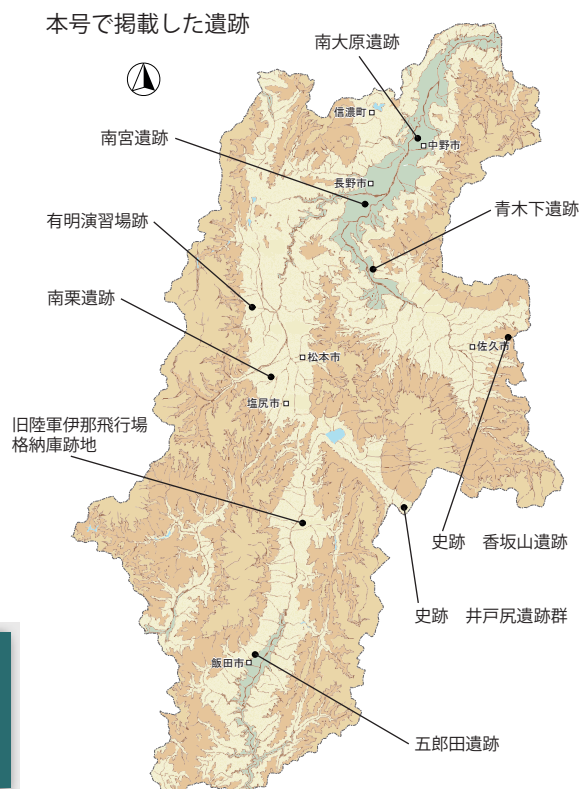 本号で掲載した遺跡
南大原遺跡
信濃町
中野市
南宮遺跡
長野市
青木下遺跡
有明演習場跡
南栗遺跡
佐久市
松本市
塩尻市
旧陸軍伊那飛行場
格納庫跡地
史跡　香坂山遺跡
史跡　井戸尻遺跡群
飯田市
五郎田遺跡